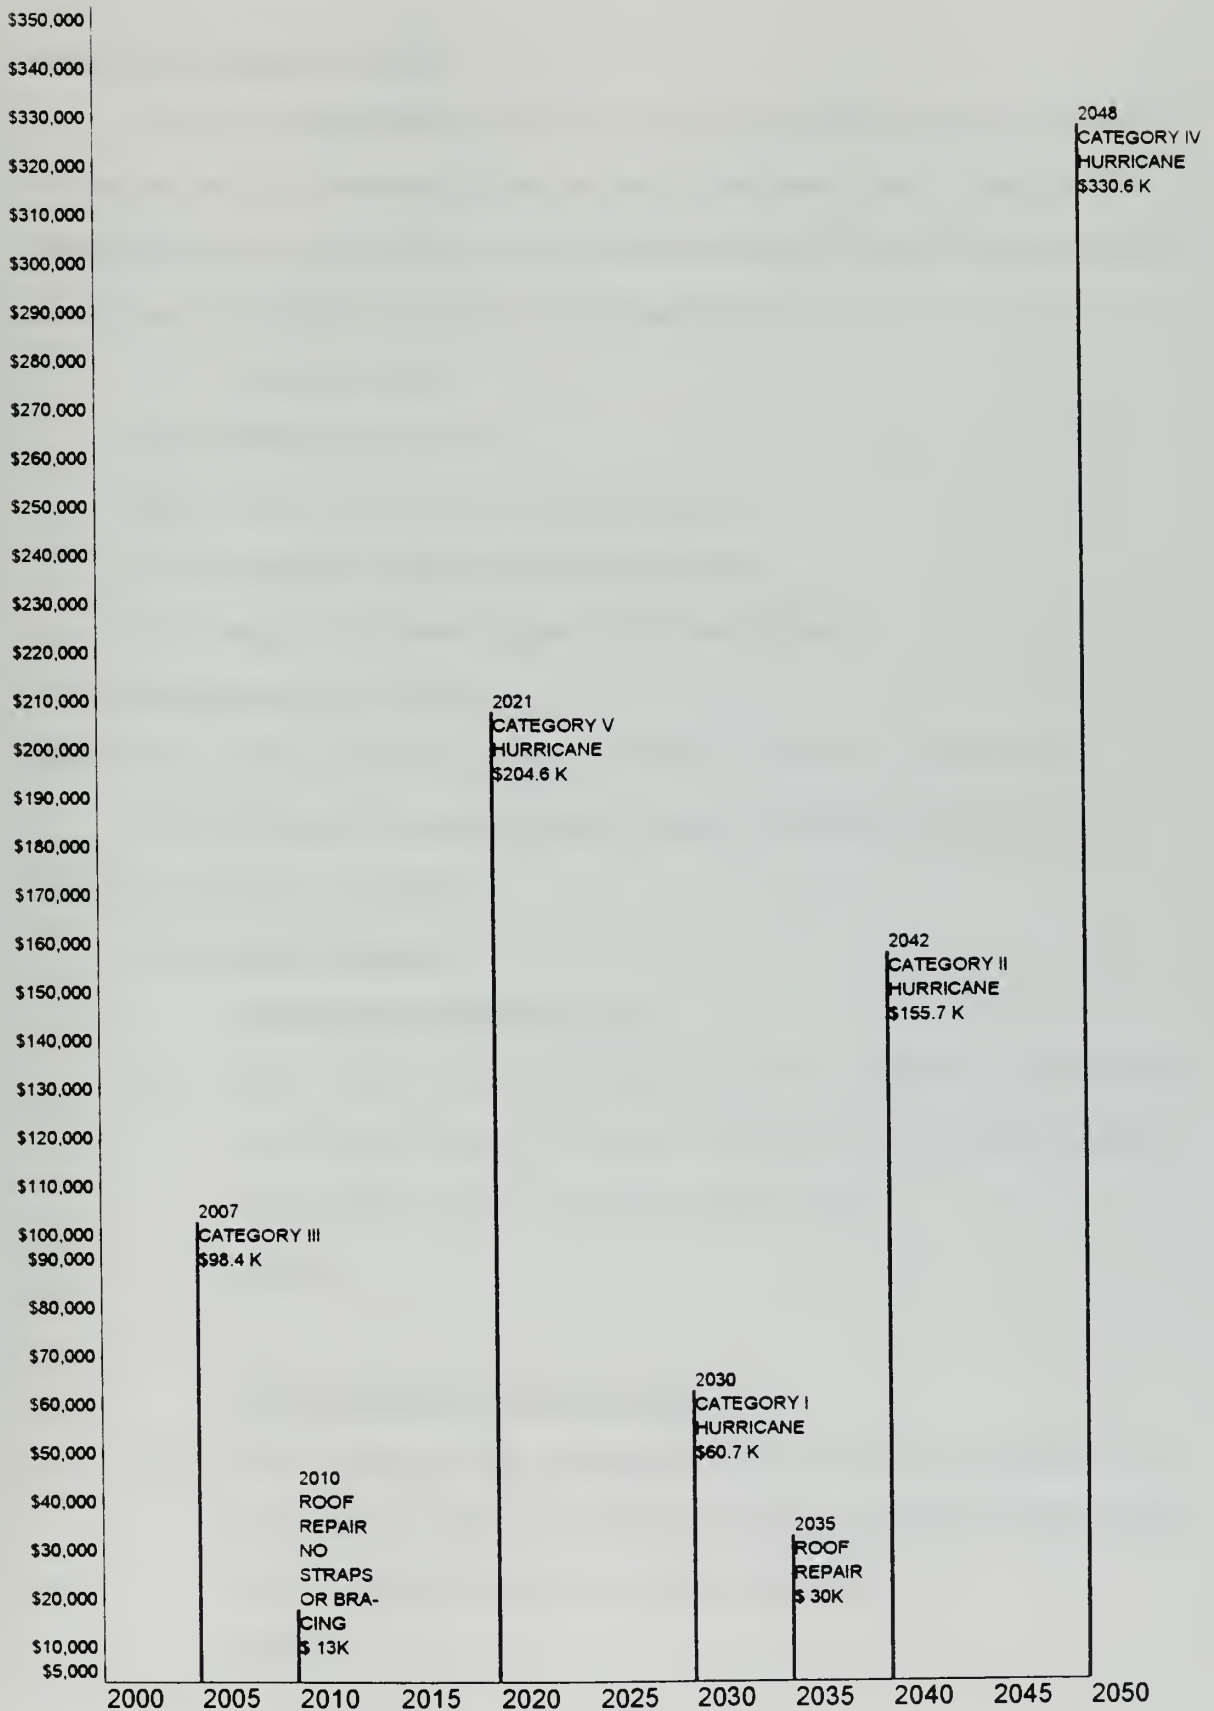 $350,000
$340,000
$330,000
$320,000
$310,000
$300,000
$290,000
$280,000
$270,000
$260,000
$250,000
$240,000
$230,000
$220,000
$210,000
$200,000
$190,000
$180,000
$170,000
$160,000
$150,000
$140,000
$130,000
$120,000
$110,000
$100,000
$90,000
$80,000
$70,000
$60,000
$50,000
$40,000
$30,000
$20,000
$10,000
$5,000
2007
CATEGORY III
$98.4 K
2010
ROOF
REPAIR
NO
STRAPS
OR BRA-
CING
$ 13K
2021
CATEGORY V
HURRICANE
$204.6 K
2030
CATEGORY I
HURRICANE
$60.7 K
2035
ROOF
REPAIR
$ 30K
2042
CATEGORY II
HURRICANE
$155.7 K
2048
CATEGORY IV
HURRICANE
$330.6 K
2000 2005 2010 2015 2020 2025 2030 2035 2040 2045 2050